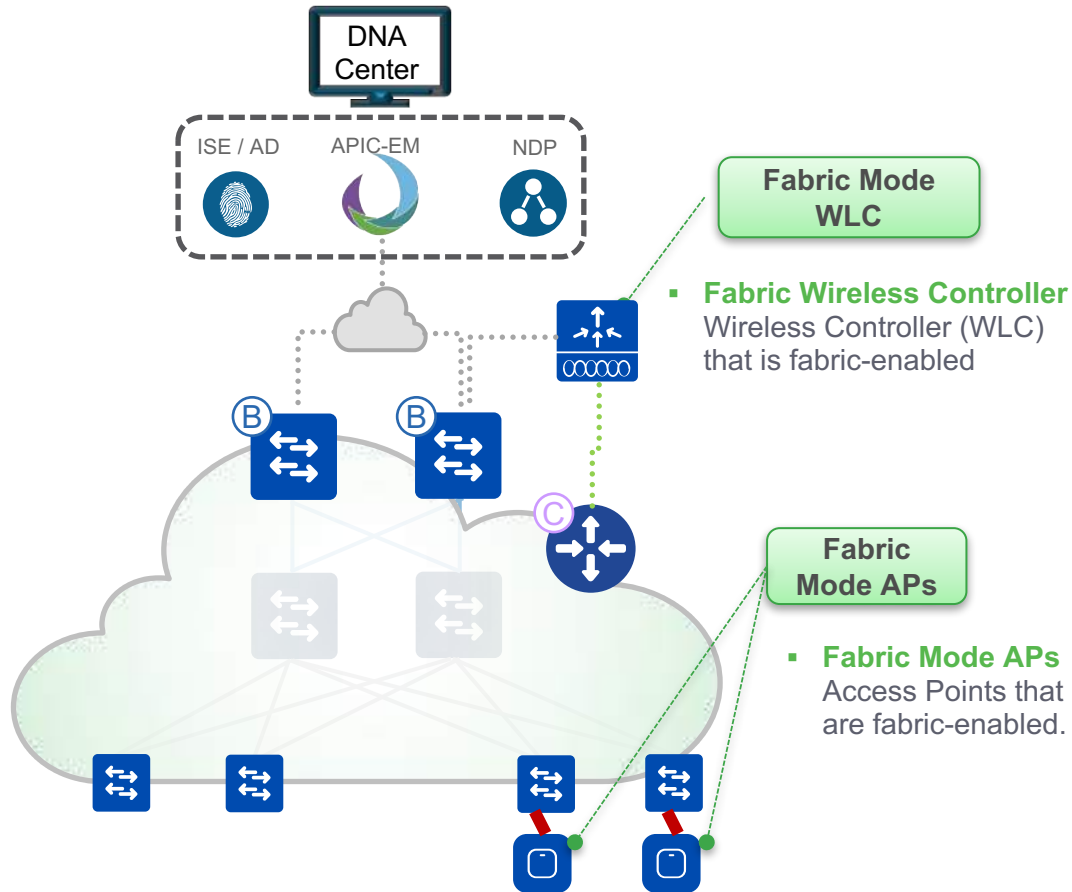 DNA
Center
ISE / AD
APIC-EM
NDP
Fabric Mode
WLC
▪ Fabric Wireless Controller
Wireless Controller (WLC)
that is fabric-enabled
B
B
C
Fabric
Mode APs
▪ Fabric Mode APs
Access Points that
are fabric-enabled.